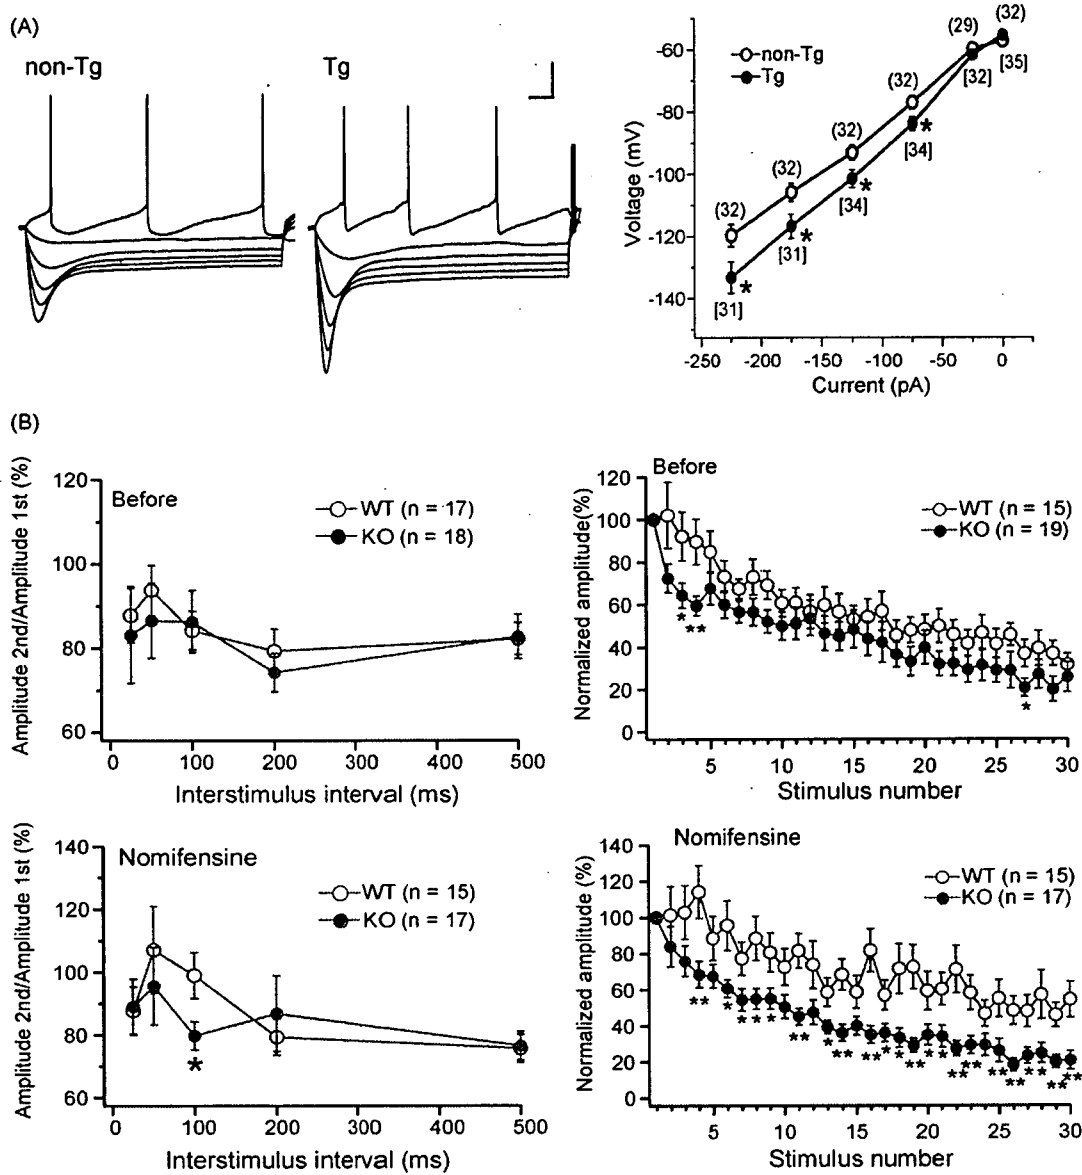 (A)
non-Tg
Tg
non-Tg
Tg
Voltage (mV)
-60
-80
-100
-120
-140
(32)
(29)
(32)
(32)
(32)
(32)
[35]
[32]
* [34]
* [34]
* [31]
* [31]
-250 -200 -150 -100 -50 0
Current (pA)
(B)
Before
WT (n = 17)
KO (n = 18)
Amplitude 2nd/Amplitude 1st (%)
120
100
80
60
0 100 200 300 400 500
Interstimulus interval (ms)
Before
WT (n = 15)
KO (n = 19)
Normalized amplitude(%)
120
100
80
60
40
20
0
* ** *
5 10 15 20 25 30
Stimulus number
Nomifensine
WT (n = 15)
KO (n = 17)
Amplitude 2nd/Amplitude 1st (%)
140
120
100
80
60
*
0 100 200 300 400 500
Interstimulus interval (ms)
Nomifensine
WT (n = 15)
KO (n = 17)
Normalized amplitude (%)
140
120
100
80
60
40
20
0
** * * * * ** * ** ** * * ** * * ** ** ** ** * * ** **
5 10 15 20 25 30
Stimulus number